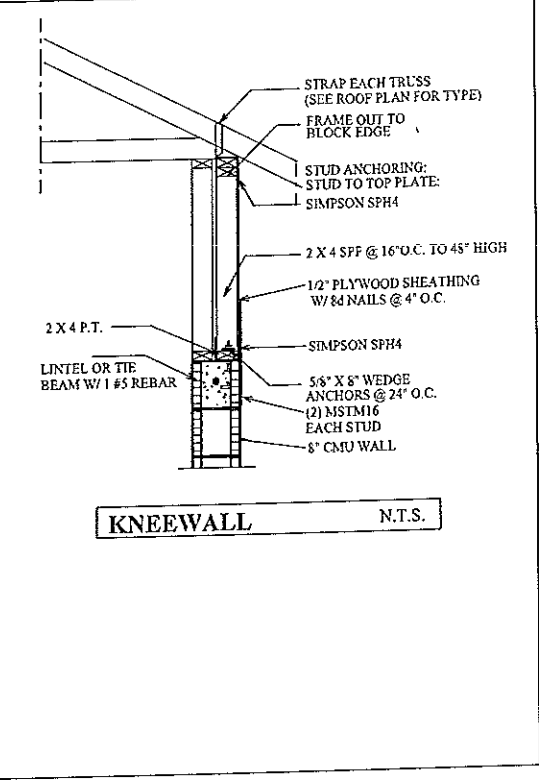 STRAP EACH TRUSS
(SEE ROOF PLAN FOR TYPE)
FRAME OUT TO
BLOCK EDGE
STUD ANCHORING:
STUD TO TOP PLATE:
SIMPSON SPH4
2 X 4 SPF @ 16"O.C. TO 48" HIGH
1/2" PLYWOOD SHEATHING
W/ 8d NAILS @ 4" O.C.
2 X 4 P.T.
SIMPSON SPH4
LINTEL OR TIE
BEAM W/ 1 #5 REBAR
5/8" X 8" WEDGE
ANCHORS @ 24" O.C.
(2) MSTM16
EACH STUD
8" CMU WALL
KNEEWALL N.T.S.